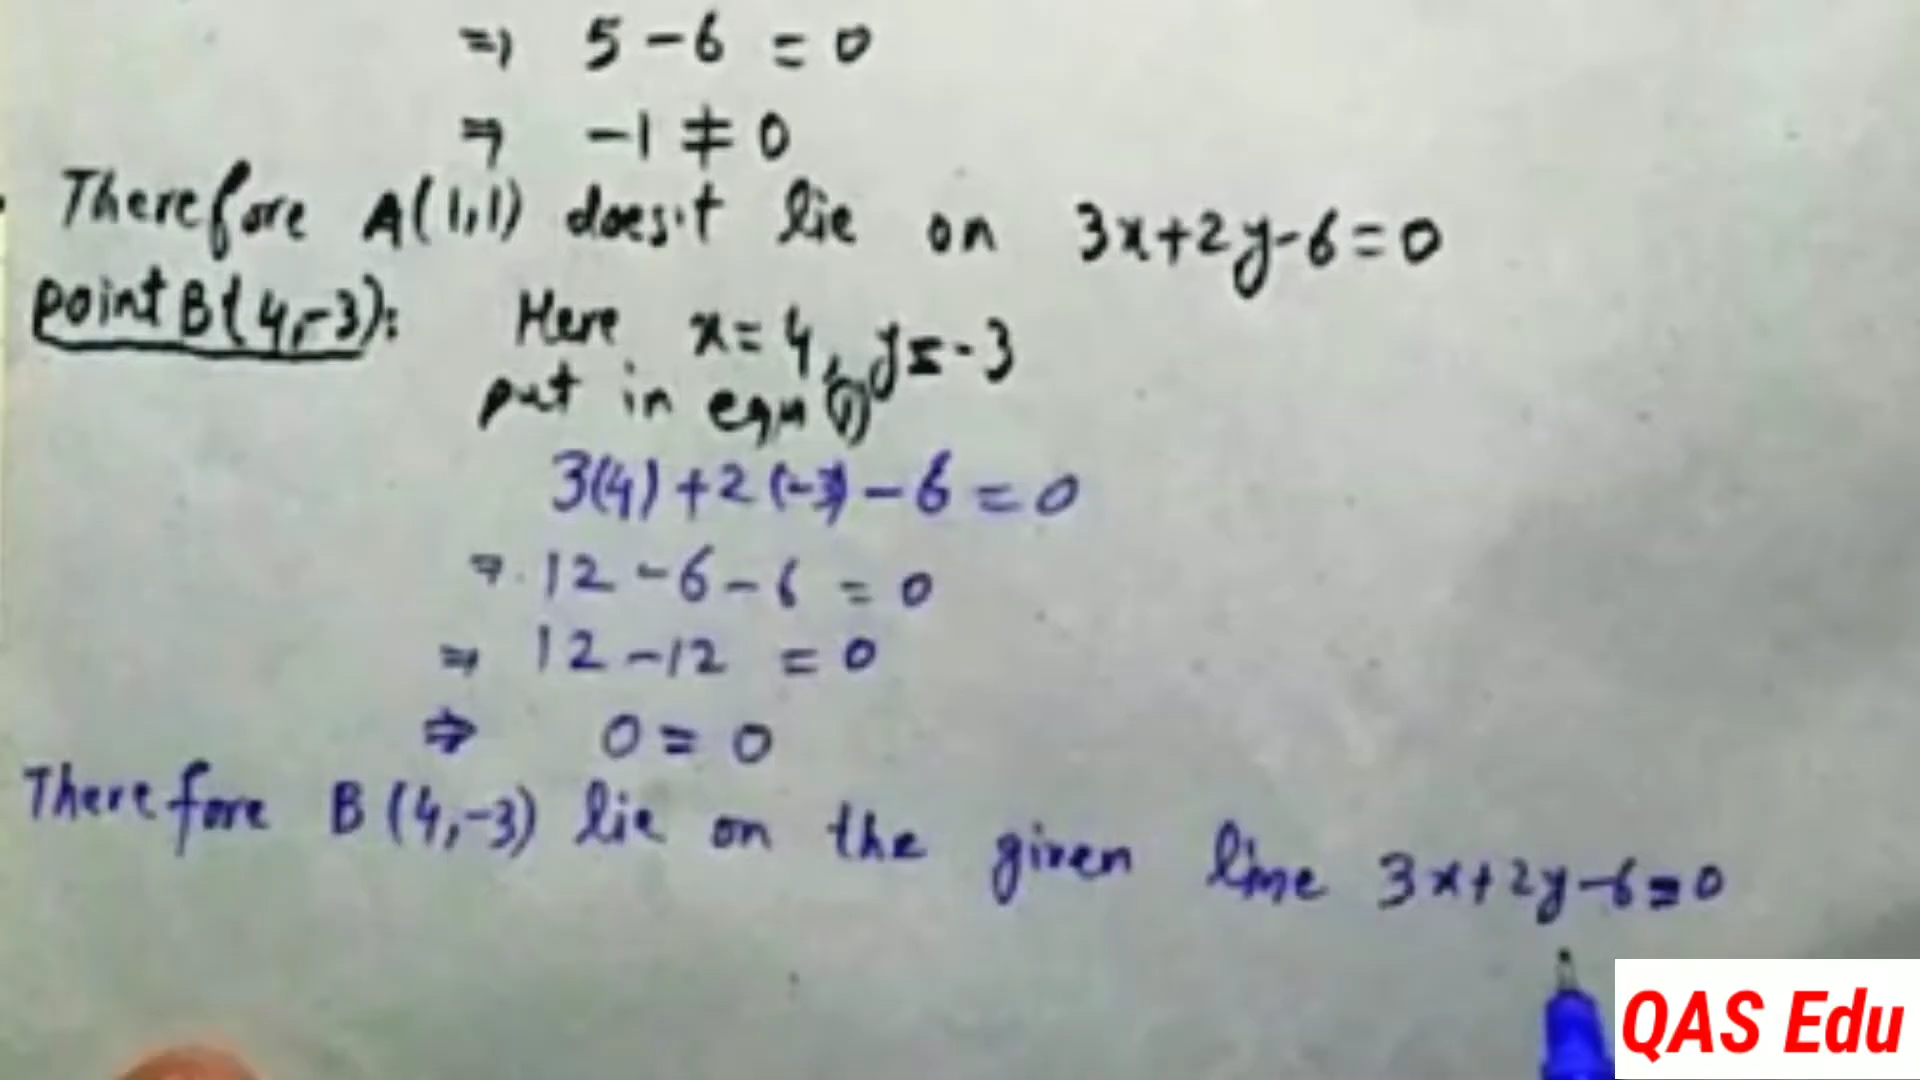 ⇒ 5 - 6 = 0
⇒ -1 ≠ 0
Therefore A(1,1) does't lie on 3x+2y-6=0
point B(4,-3): Here x=4, y=-3
put in equ (i)
3(4)+2(-3)-6=0
⇒ 12-6-6=0
⇒ 12-12=0
⇒ 0=0
Therefore B(4,-3) lie on the given line 3x+2y-6=0
QAS Edu